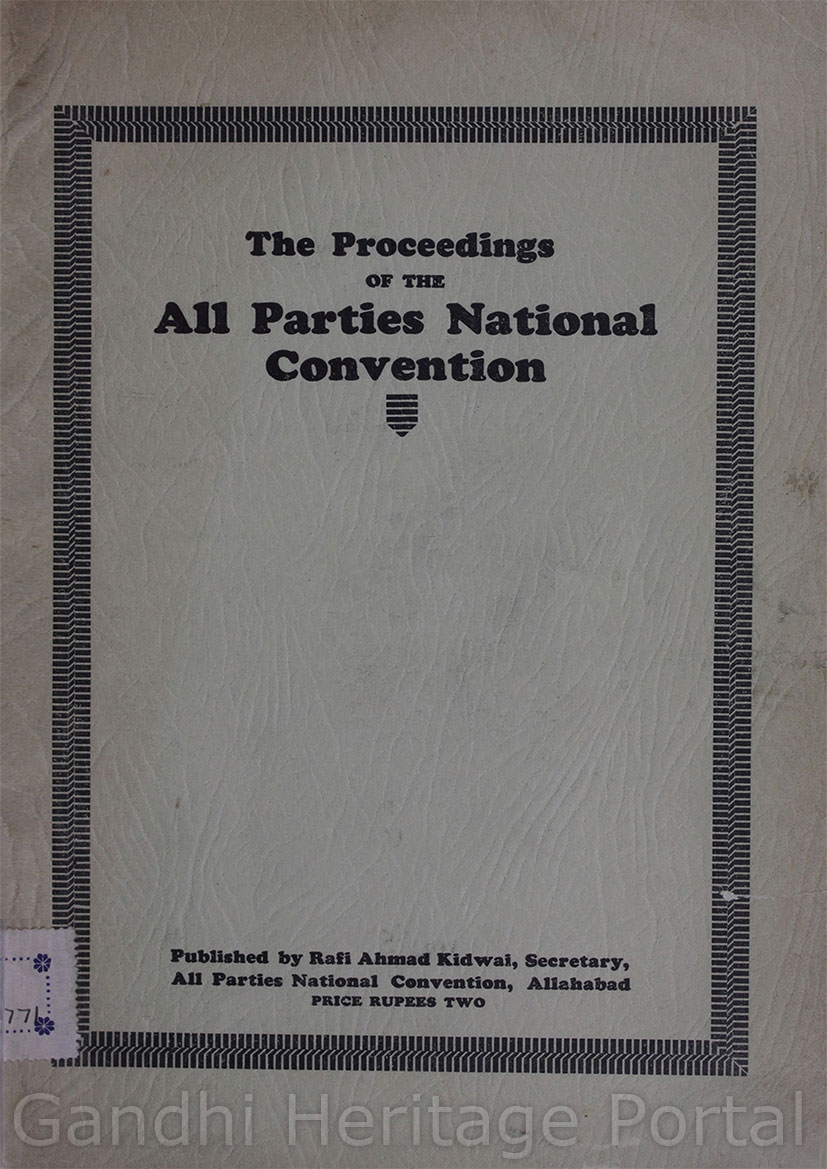 The Proceedings
OF THE
All Parties National
Convention
Published by Rafi Ahmad Kidwai, Secretary,
All Parties National Convention, Allahabad
PRICE RUPEES TWO
771
Gandhi Heritage Portal